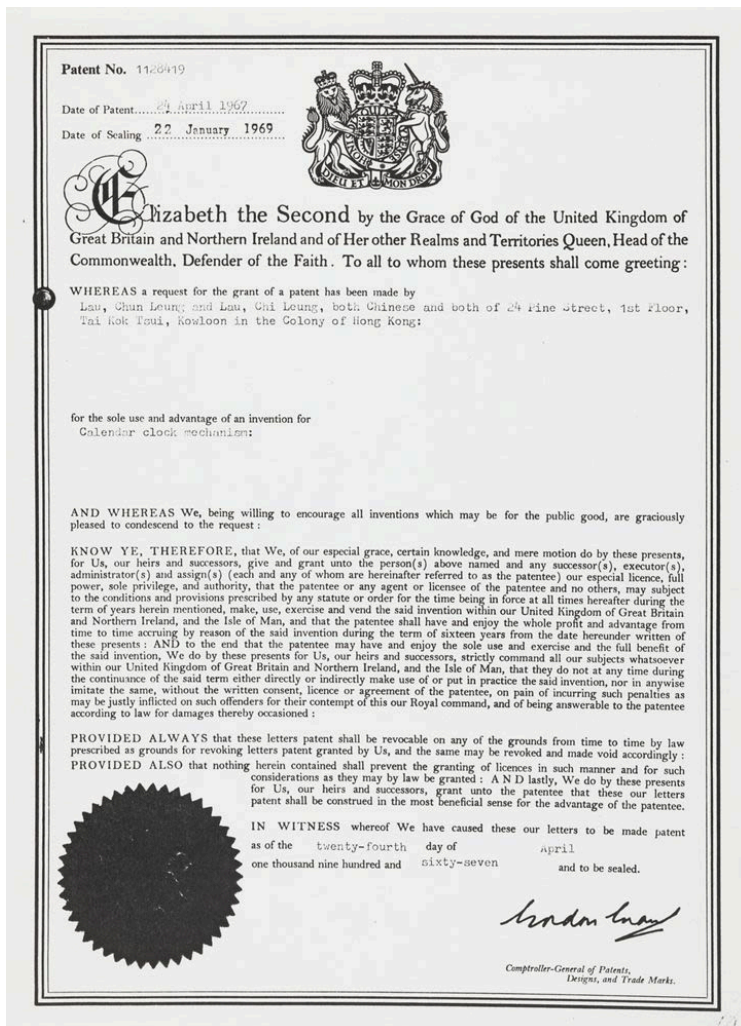 Patent No. 1126419
Date of Patent....24 April 1967
Date of Sealing ..22 January 1969
DIEU ET MON DROIT
Elizabeth the Second by the Grace of God of the United Kingdom of
Great Britain and Northern Ireland and of Her other Realms and Territories Queen, Head of the
Commonwealth, Defender of the Faith. To all to whom these presents shall come greeting:
WHEREAS a request for the grant of a patent has been made by
Lau, Chun Leung; and Lau, Chi Leung, both Chinese and both of 24 Pine Street, 1st Floor,
Tai Kok Tsui, Kowloon in the Colony of Hong Kong:
for the sole use and advantage of an invention for
Calendar clock mechanism:
AND WHEREAS We, being willing to encourage all inventions which may be for the public good, are graciously
pleased to condescend to the request :
KNOW YE, THEREFORE, that We, of our especial grace, certain knowledge, and mere motion do by these presents,
for Us, our heirs and successors, give and grant unto the person(s) above named and any successor(s), executor(s),
administrator(s) and assign(s) (each and any of whom are hereinafter referred to as the patentee) our especial licence, full
power, sole privilege, and authority, that the patentee or any agent or licensee of the patentee and no others, may subject
to the conditions and provisions prescribed by any statute or order for the time being in force at all times hereafter during the
term of years herein mentioned, make, use, exercise and vend the said invention within our United Kingdom of Great Britain
and Northern Ireland, and the Isle of Man, and that the patentee shall have and enjoy the whole profit and advantage from
time to time accruing by reason of the said invention during the term of sixteen years from the date hereunder written of
these presents : AND to the end that the patentee may have and enjoy the sole use and exercise and the full benefit of
the said invention, We do by these presents for Us, our heirs and successors, strictly command all our subjects whatsoever
within our United Kingdom of Great Britain and Northern Ireland, and the Isle of Man, that they do not at any time during
the continuance of the said term either directly or indirectly make use of or put in practice the said invention, nor in anywise
imitate the same, without the written consent, licence or agreement of the patentee, on pain of incurring such penalties as
may be justly inflicted on such offenders for their contempt of this our Royal command, and of being answerable to the patentee
according to law for damages thereby occasioned :
PROVIDED ALWAYS that these letters patent shall be revocable on any of the grounds from time to time by law
prescribed as grounds for revoking letters patent granted by Us, and the same may be revoked and made void accordingly :
PROVIDED ALSO that nothing herein contained shall prevent the granting of licences in such manner and for such
considerations as they may by law be granted : AND lastly, We do by these presents
for Us, our heirs and successors, grant unto the patentee that these our letters
patent shall be construed in the most beneficial sense for the advantage of the patentee.
IN WITNESS whereof We have caused these our letters to be made patent
as of the twenty-fourth day of April
one thousand nine hundred and sixty-seven and to be sealed.
Comptroller-General of Patents,
Designs, and Trade Marks.